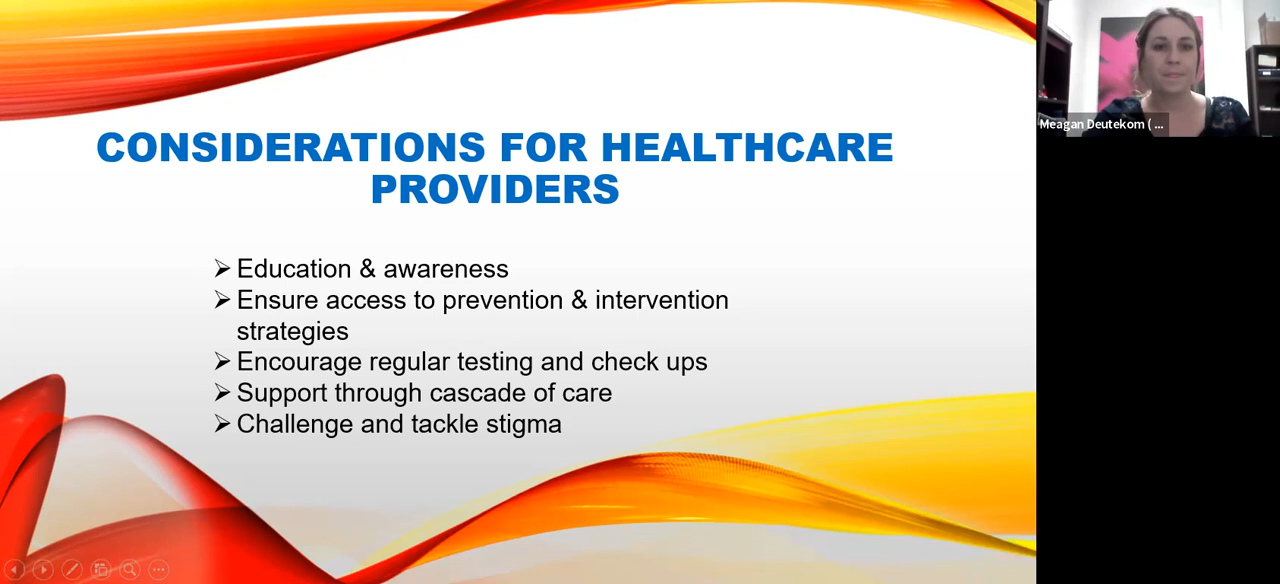 CONSIDERATIONS FOR HEALTHCARE
PROVIDERS
➢ Education & awareness
➢ Ensure access to prevention & intervention
strategies
➢ Encourage regular testing and check ups
➢ Support through cascade of care
➢ Challenge and tackle stigma
Meagan Deutekom ( ...